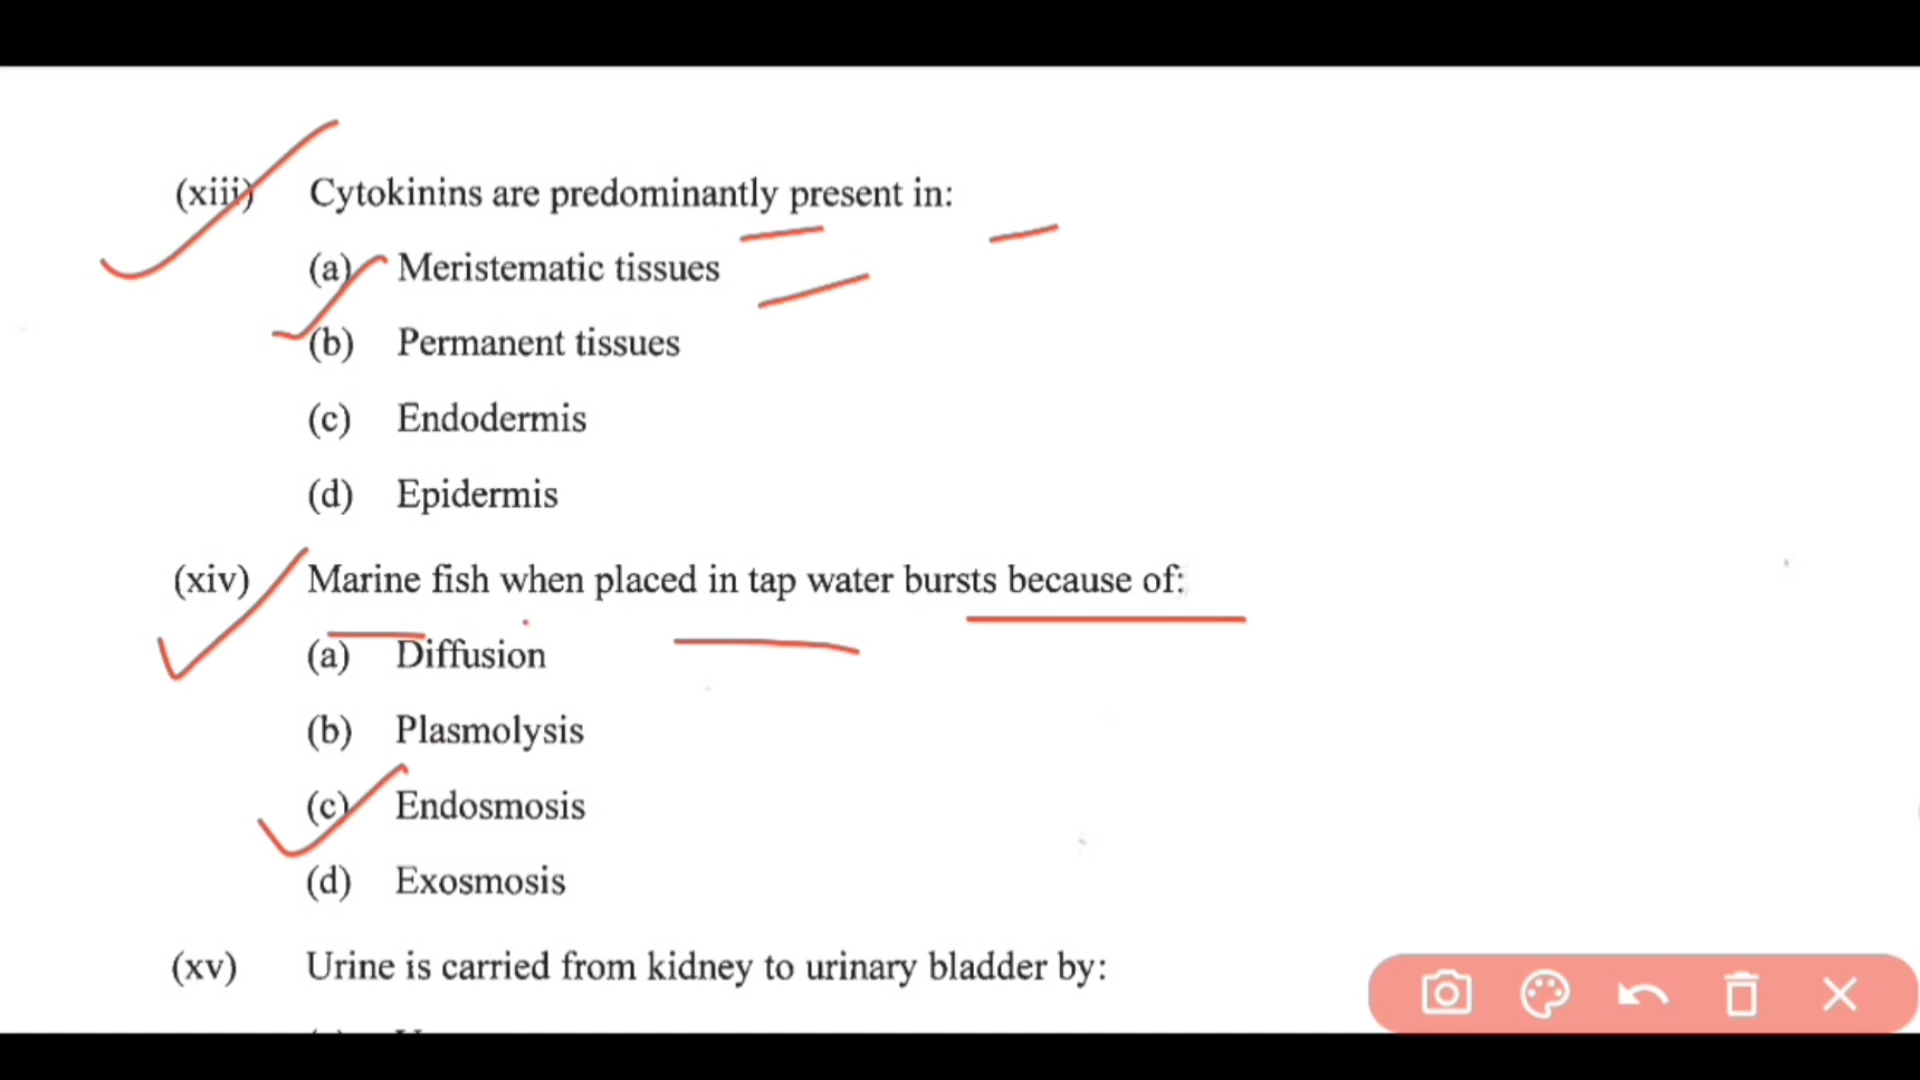 (xiii) Cytokinins are predominantly present in:
(a) Meristematic tissues
(b) Permanent tissues
(c) Endodermis
(d) Epidermis
(xiv) Marine fish when placed in tap water bursts because of:
(a) Diffusion
(b) Plasmolysis
(c) Endosmosis
(d) Exosmosis
(xv) Urine is carried from kidney to urinary bladder by: